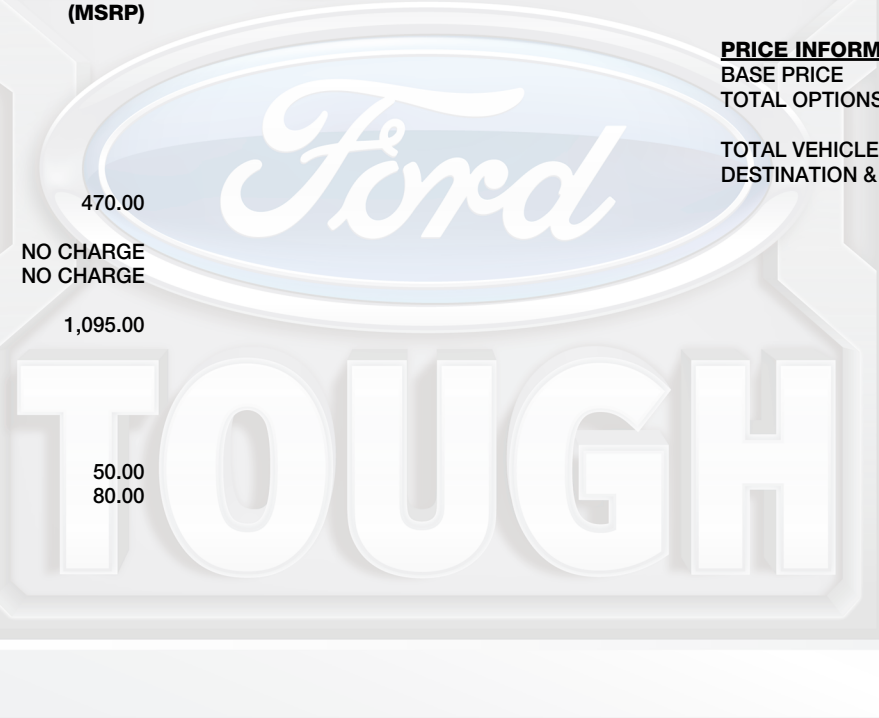 (MSRP)
PRICE INFORM
BASE PRICE
TOTAL OPTIONS
TOTAL VEHICLE
DESTINATION &
470.00
NO CHARGE
NO CHARGE
1,095.00
50.00
80.00
Ford
TOUGH